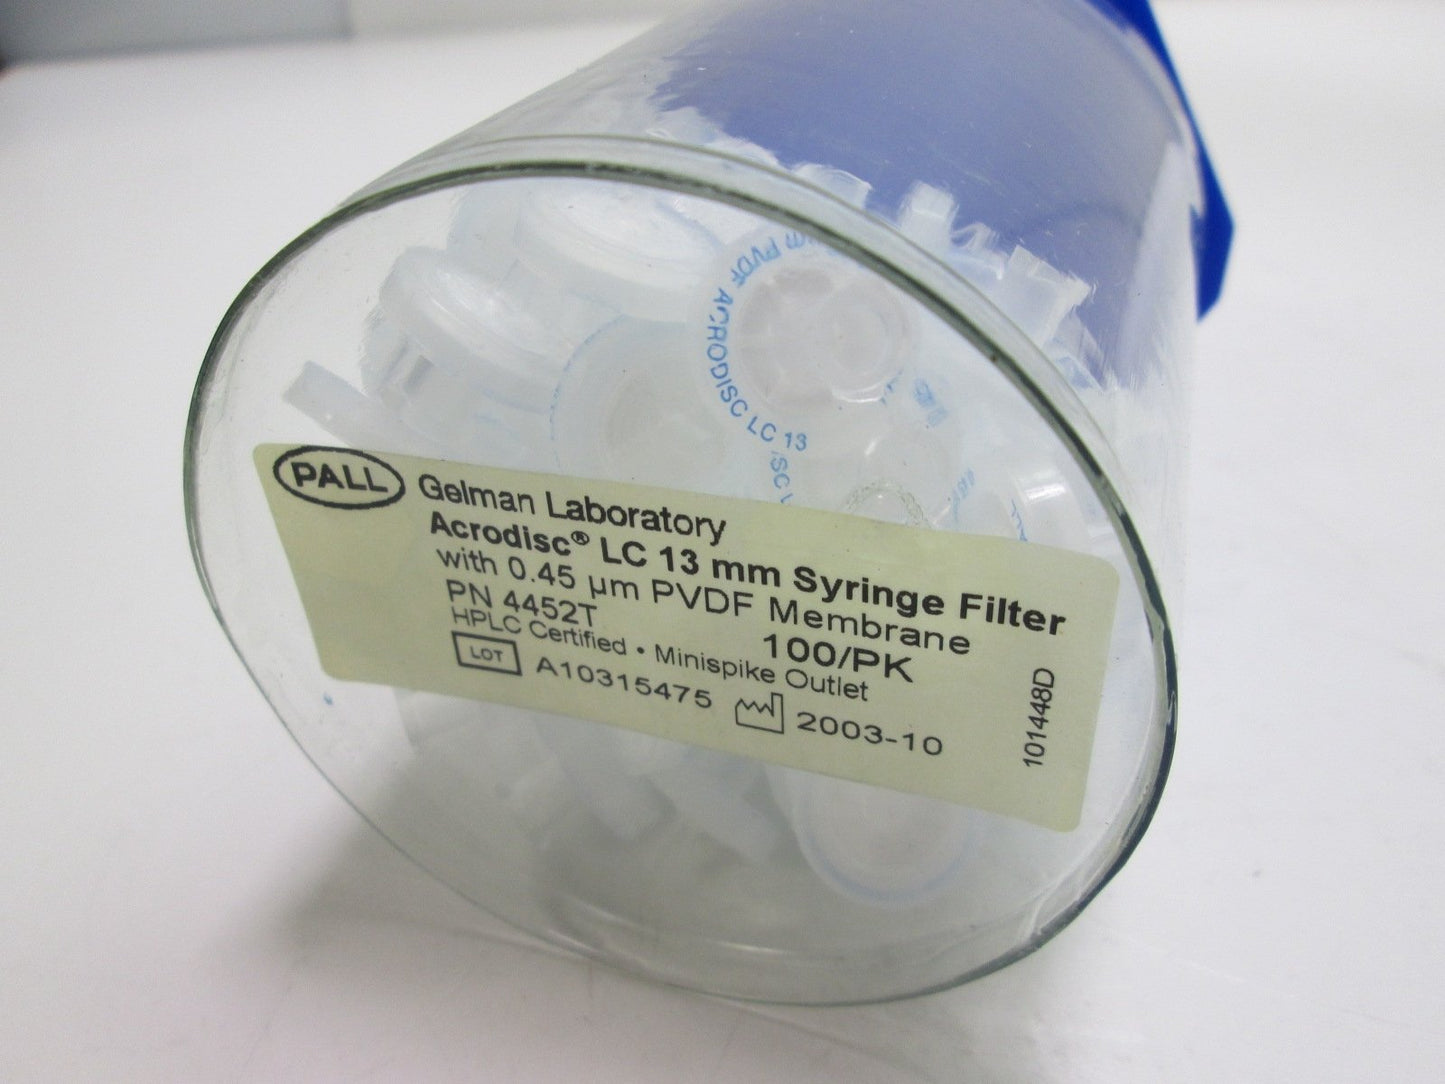 PALL Gelman Laboratory
Acrodisc® LC 13 mm Syringe Filter
with 0.45 µm PVDF Membrane
PN 4452T 100/PK
HPLC Certified • Minispike Outlet
LOT A10315475 2003-10
101448D
PVDF ACRODISC LC 13